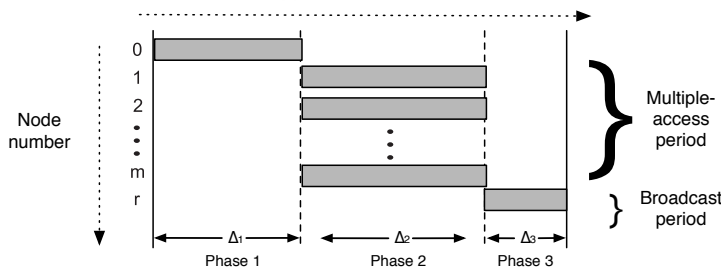 0
1
2
m
r
Node
number
Multiple-
access
period
Broadcast
period
Δ1
Δ2
Δ3
Phase 1
Phase 2
Phase 3